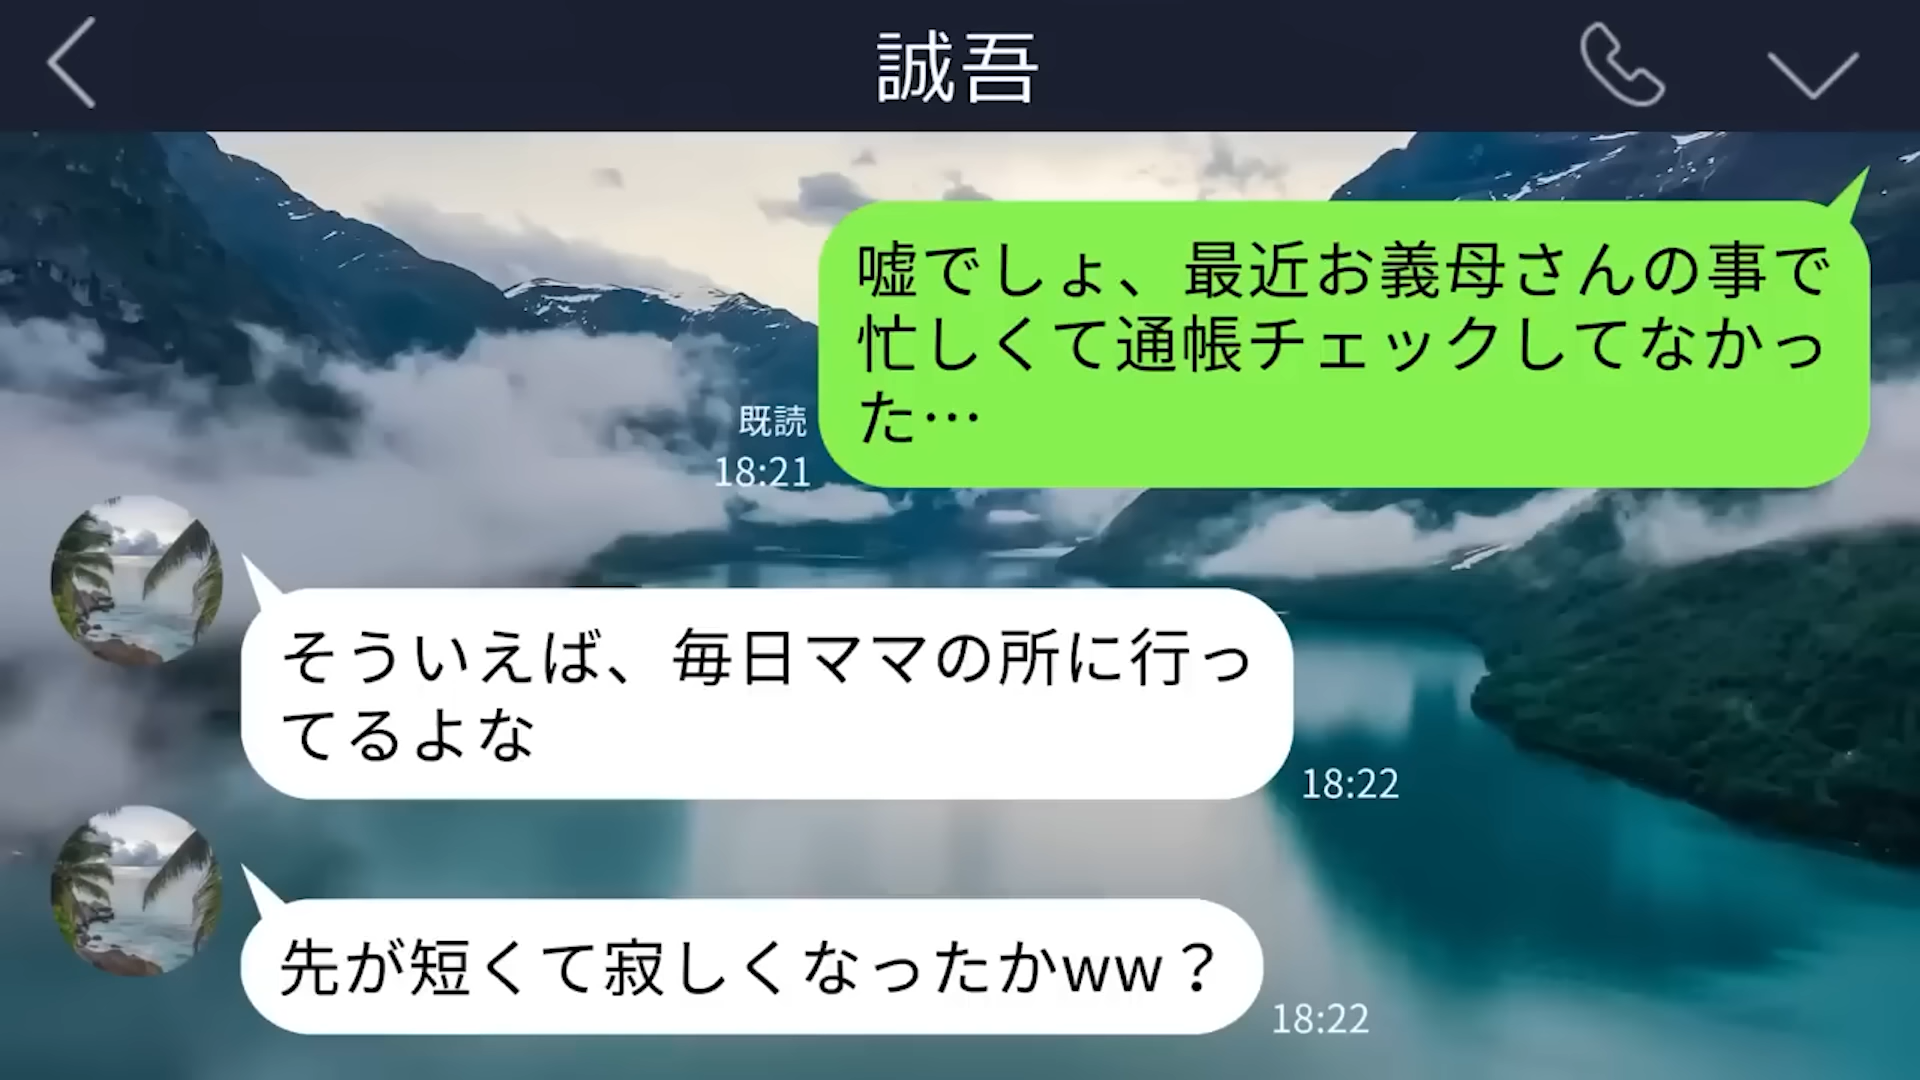 誠吾
嘘でしょ、最近お義母さんの事で
忙しくて通帳チェックしてなかっ
た…
既読
18:21
そういえば、毎日ママの所に行っ
てるよな
18:22
先が短くて寂しくなったかww？
18:22